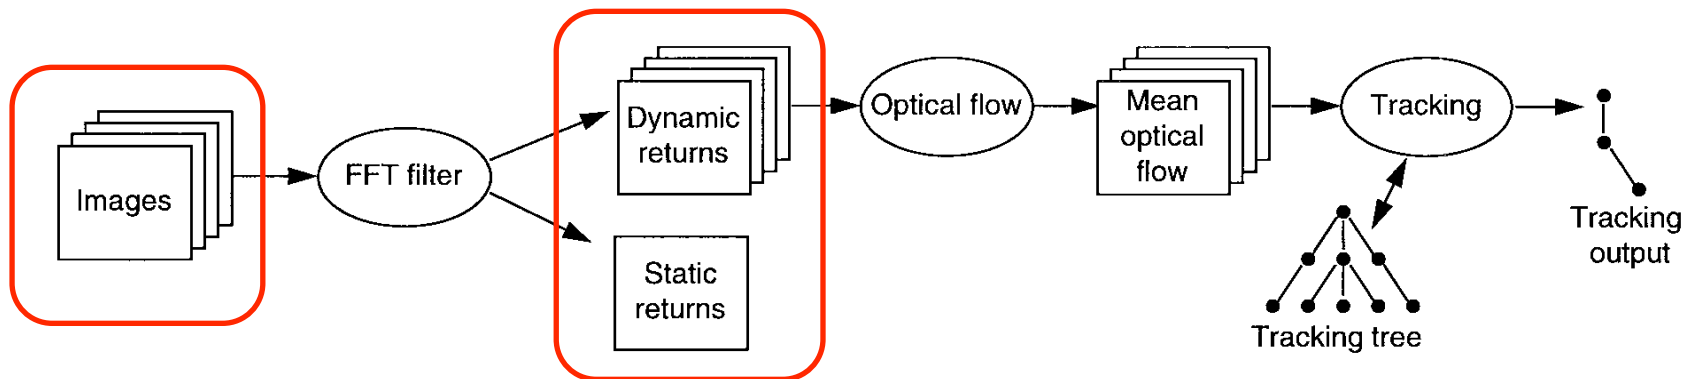 Images
FFT filter
Dynamic
returns
Static
returns
Optical flow
Mean
optical
flow
Tracking
Tracking tree
Tracking
output